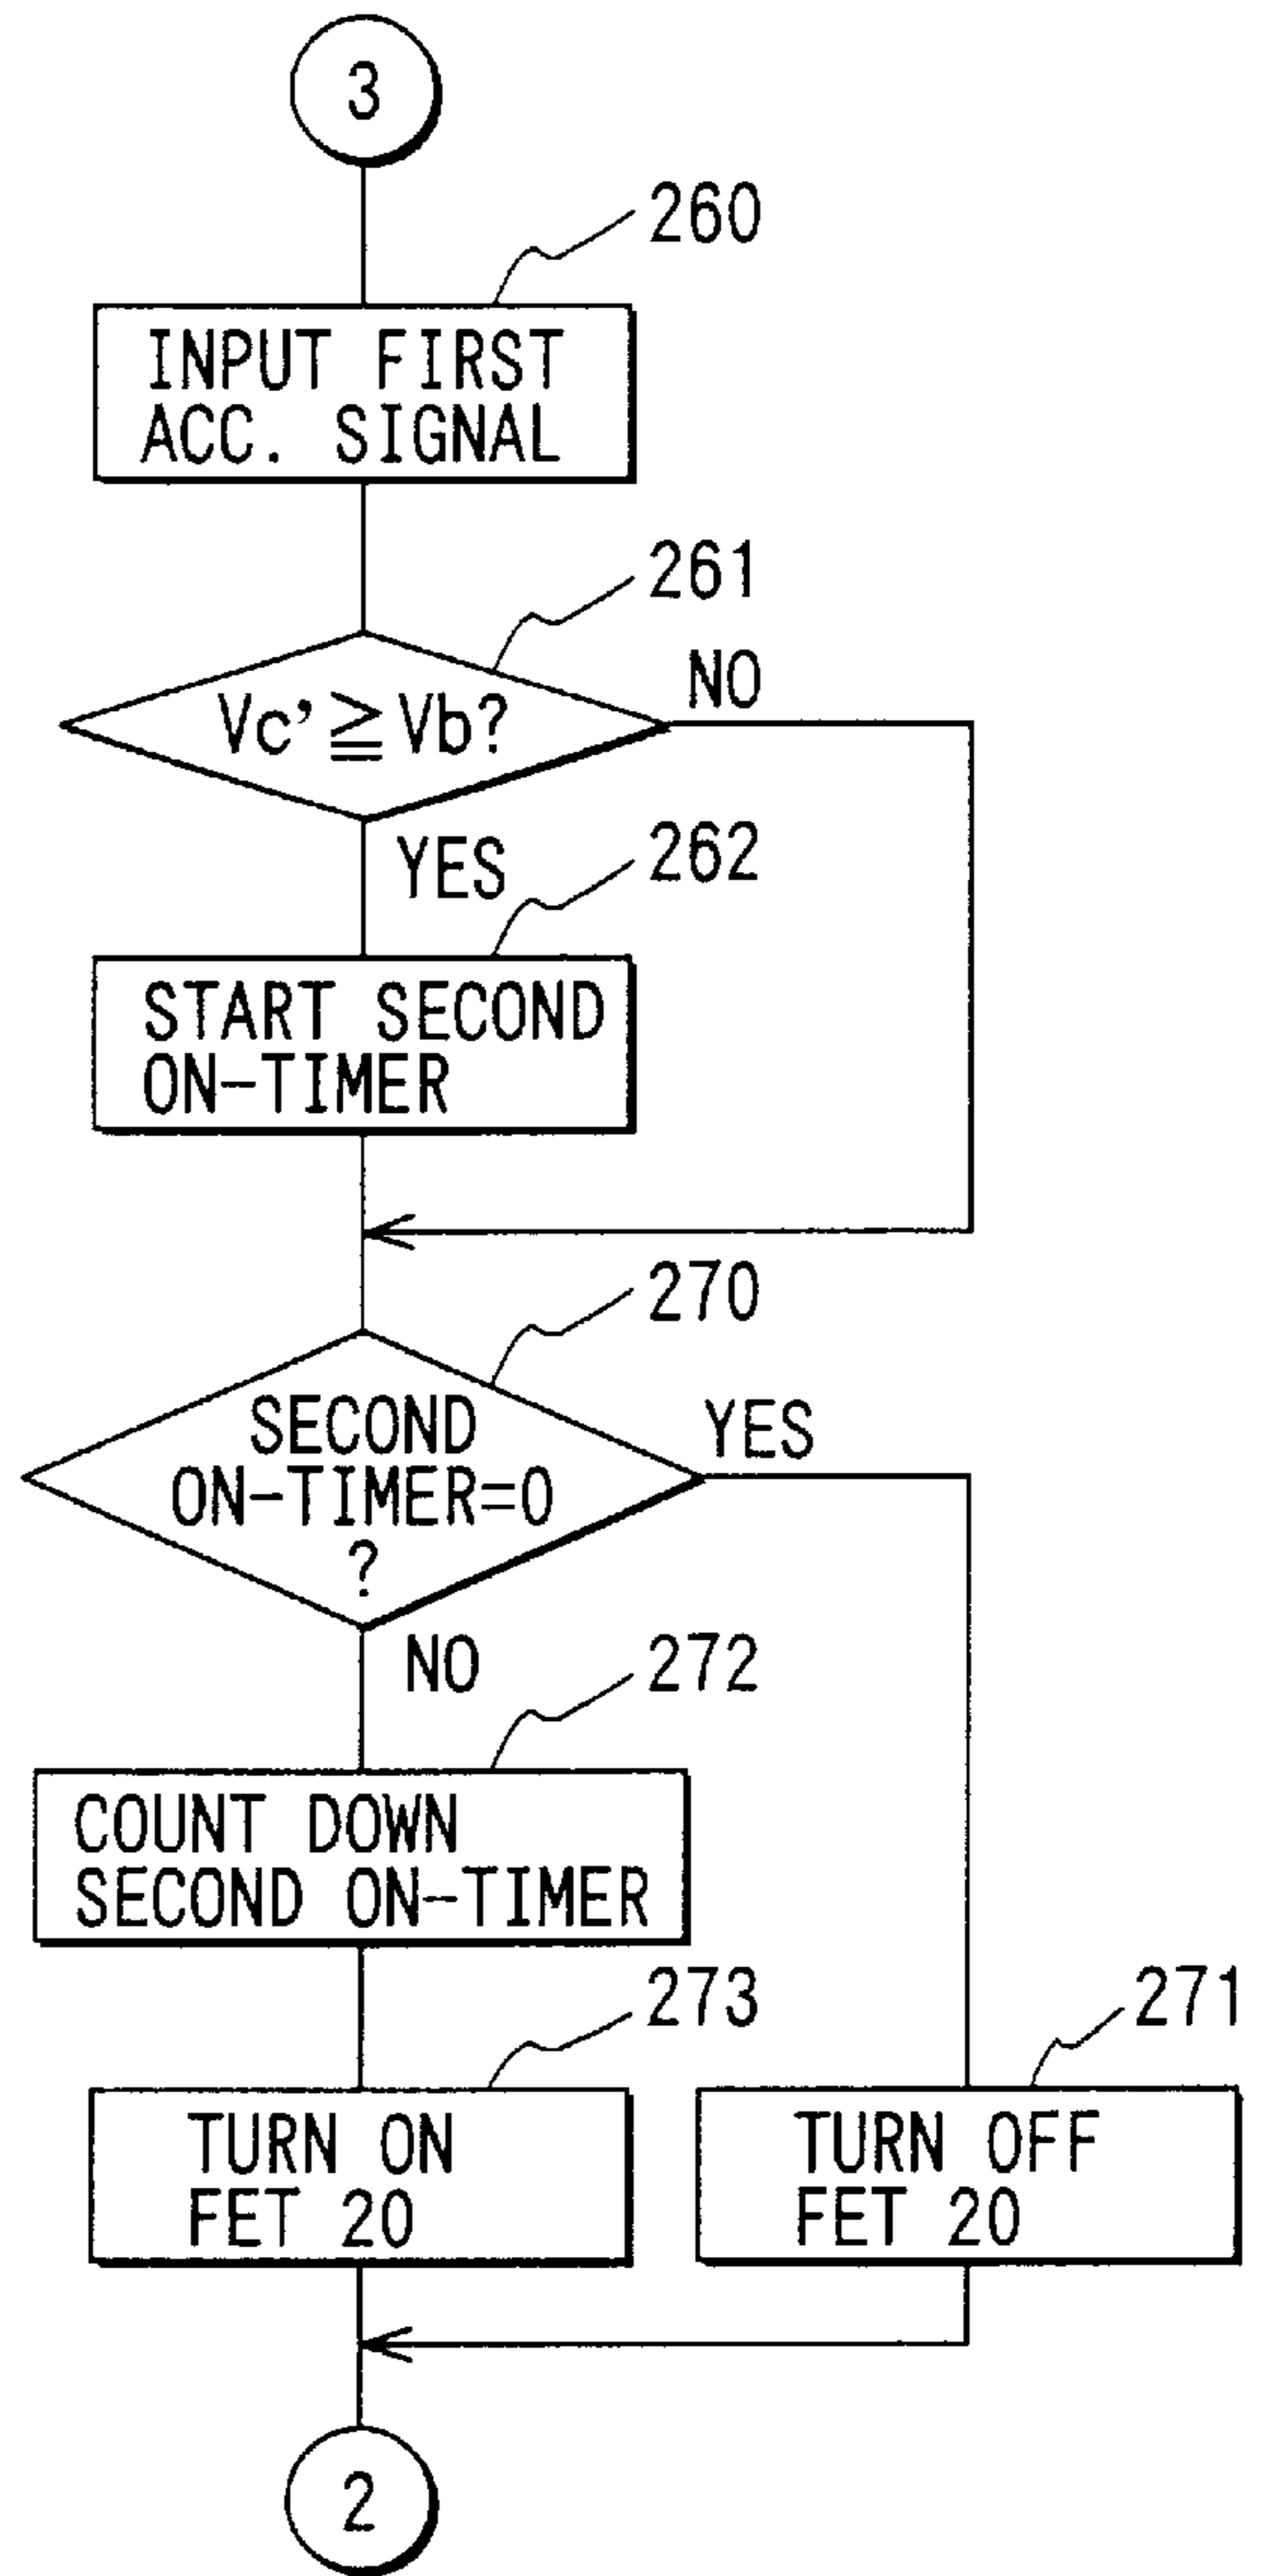 3
260
INPUT FIRST
ACC. SIGNAL
261
Vc'≧Vb?
NO
YES
262
START SECOND
ON-TIMER
270
SECOND
ON-TIMER=0
?
YES
NO
272
COUNT DOWN
SECOND ON-TIMER
273
271
TURN ON
FET 20
TURN OFF
FET 20
2